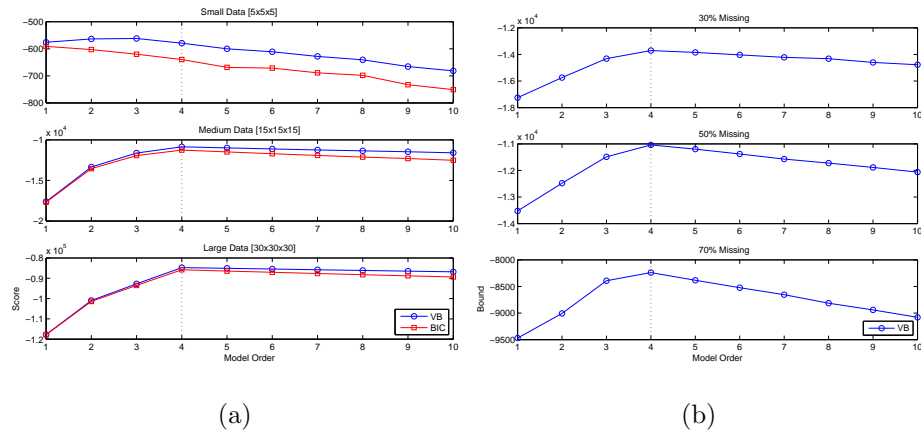 Small Data [5x5x5]
−500
−600
−700
−800
1 2 3 4 5 6 7 8 9 10
x 10^4
Medium Data [15x15x15]
−1
−1.5
−2
1 2 3 4 5 6 7 8 9 10
x 10^5
Large Data [30x30x30]
−0.8
−0.9
−1
−1.1
−1.2
1 2 3 4 5 6 7 8 9 10
Score
Model Order
VB
BIC
(a)
x 10^4
30% Missing
−1.2
−1.4
−1.6
−1.8
1 2 3 4 5 6 7 8 9 10
x 10^4
50% Missing
−1.1
−1.2
−1.3
−1.4
1 2 3 4 5 6 7 8 9 10
70% Missing
−8000
−8500
−9000
−9500
1 2 3 4 5 6 7 8 9 10
Bound
Model Order
VB
(b)